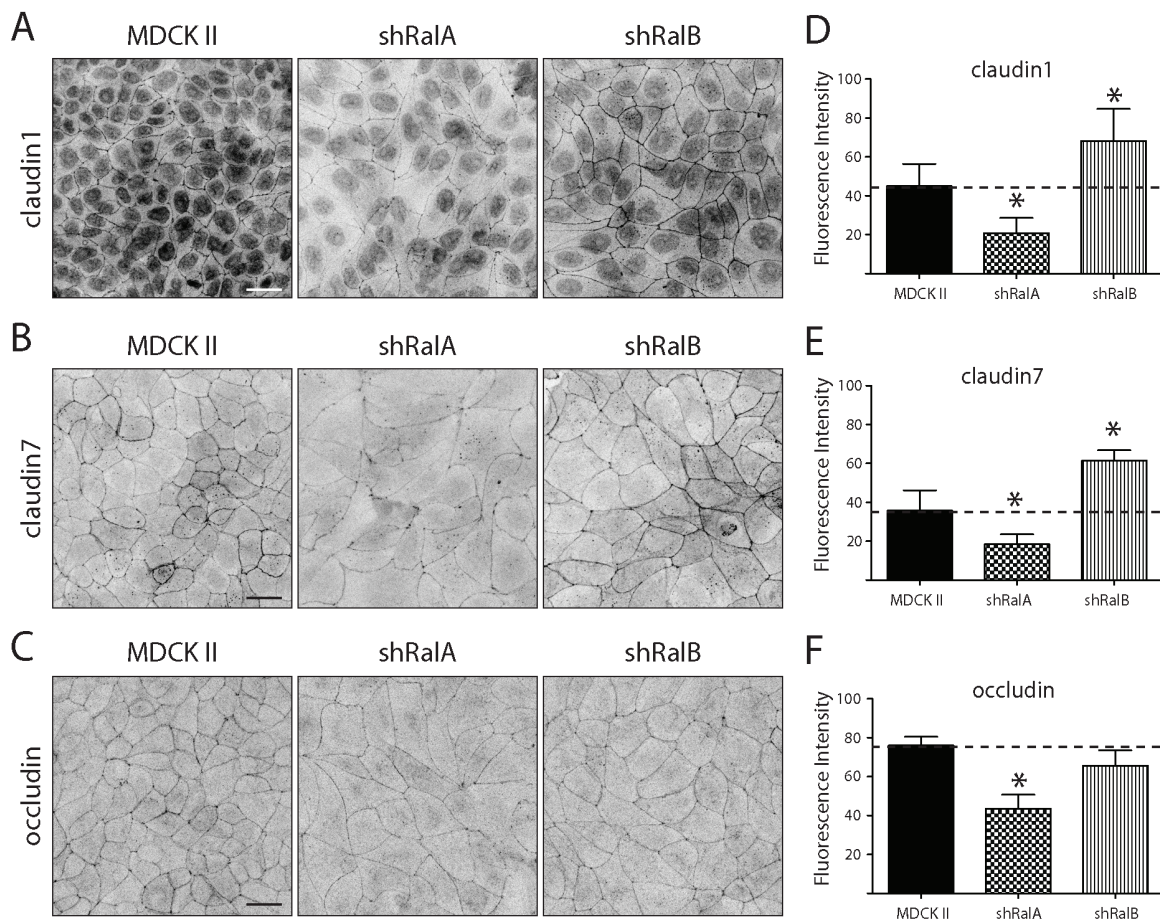 A
MDCK II
shRalA
shRalB
claudin1
B
MDCK II
shRalA
shRalB
claudin7
C
MDCK II
shRalA
shRalB
occludin
D
claudin1
Fluorescence Intensity
100
80
60
40
20
*
*
MDCK II
shRalA
shRalB
E
claudin7
Fluorescence Intensity
100
80
60
40
20
*
*
MDCK II
shRalA
shRalB
F
occludin
Fluorescence Intensity
100
80
60
40
20
*
MDCK II
shRalA
shRalB